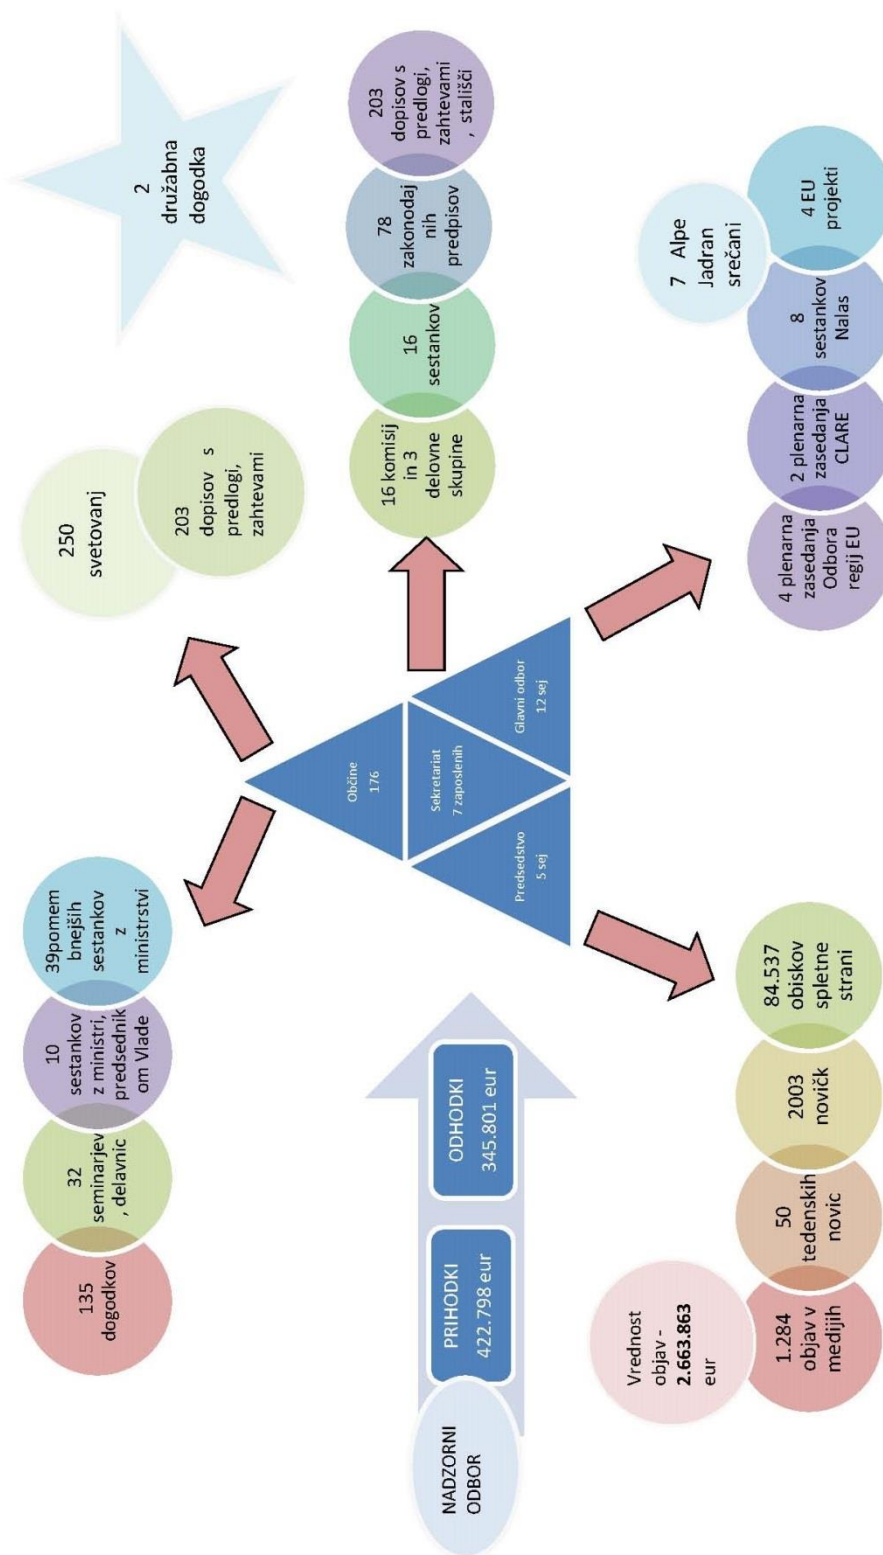 135
dogodkov
32
seminarjev
, delavnic
10
sestankov
z ministri,
predsednik
om Vlade
39pomem
bnejših
sestankov
z
ministrstvi
250
svetovanj
203
dopisov s
predlogi,
zahtevami
2
družabna
dogodka
NADZORNI
ODBOR
PRIHODKI
422.798 eur
ODHODKI
345.801 eur
Občine
176
Sekretariat
7 zaposlenih
Predsedstvo
5 sej
Glavni odbor
12 sej
16 komisij
in 3
delovne
skupine
16
sestankov
78
zakonodaj
nih
predpisov
203
dopisov s
predlogi,
zahtevami
, stališči
Vrednost
objav -
2.663.863
eur
1.284
objav v
medijih
50
tedenskih
novic
2003
novičk
84.537
obiskov
spletne
strani
4 plenarna
zasedanja
Odbora
regij EU
2 plenarna
zasedanja
CLARE
8
sestankov
Nalas
4 EU
projekti
7 Alpe
Jadran
srečani